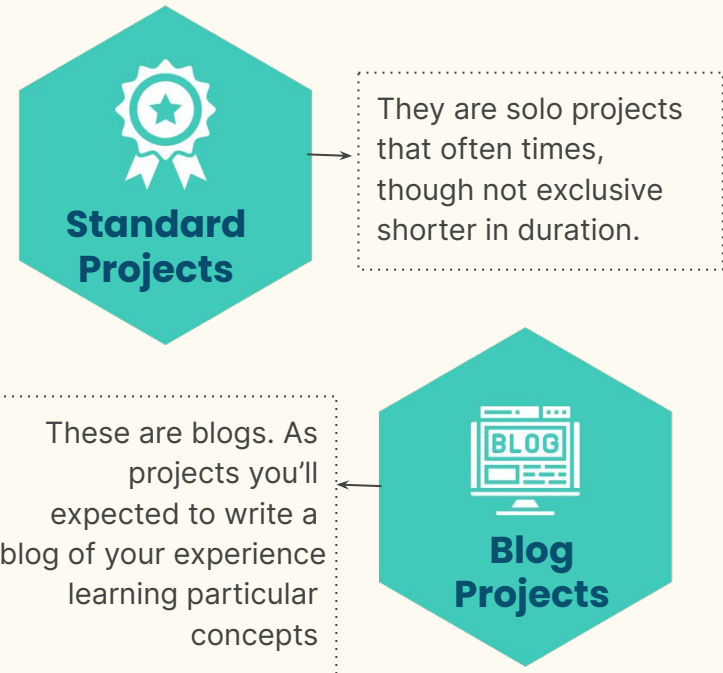 Standard
Projects
They are solo projects
that often times,
though not exclusive
shorter in duration.
These are blogs. As
projects you'll
expected to write a
blog of your experience
learning particular
concepts
BLOG
Blog
Projects